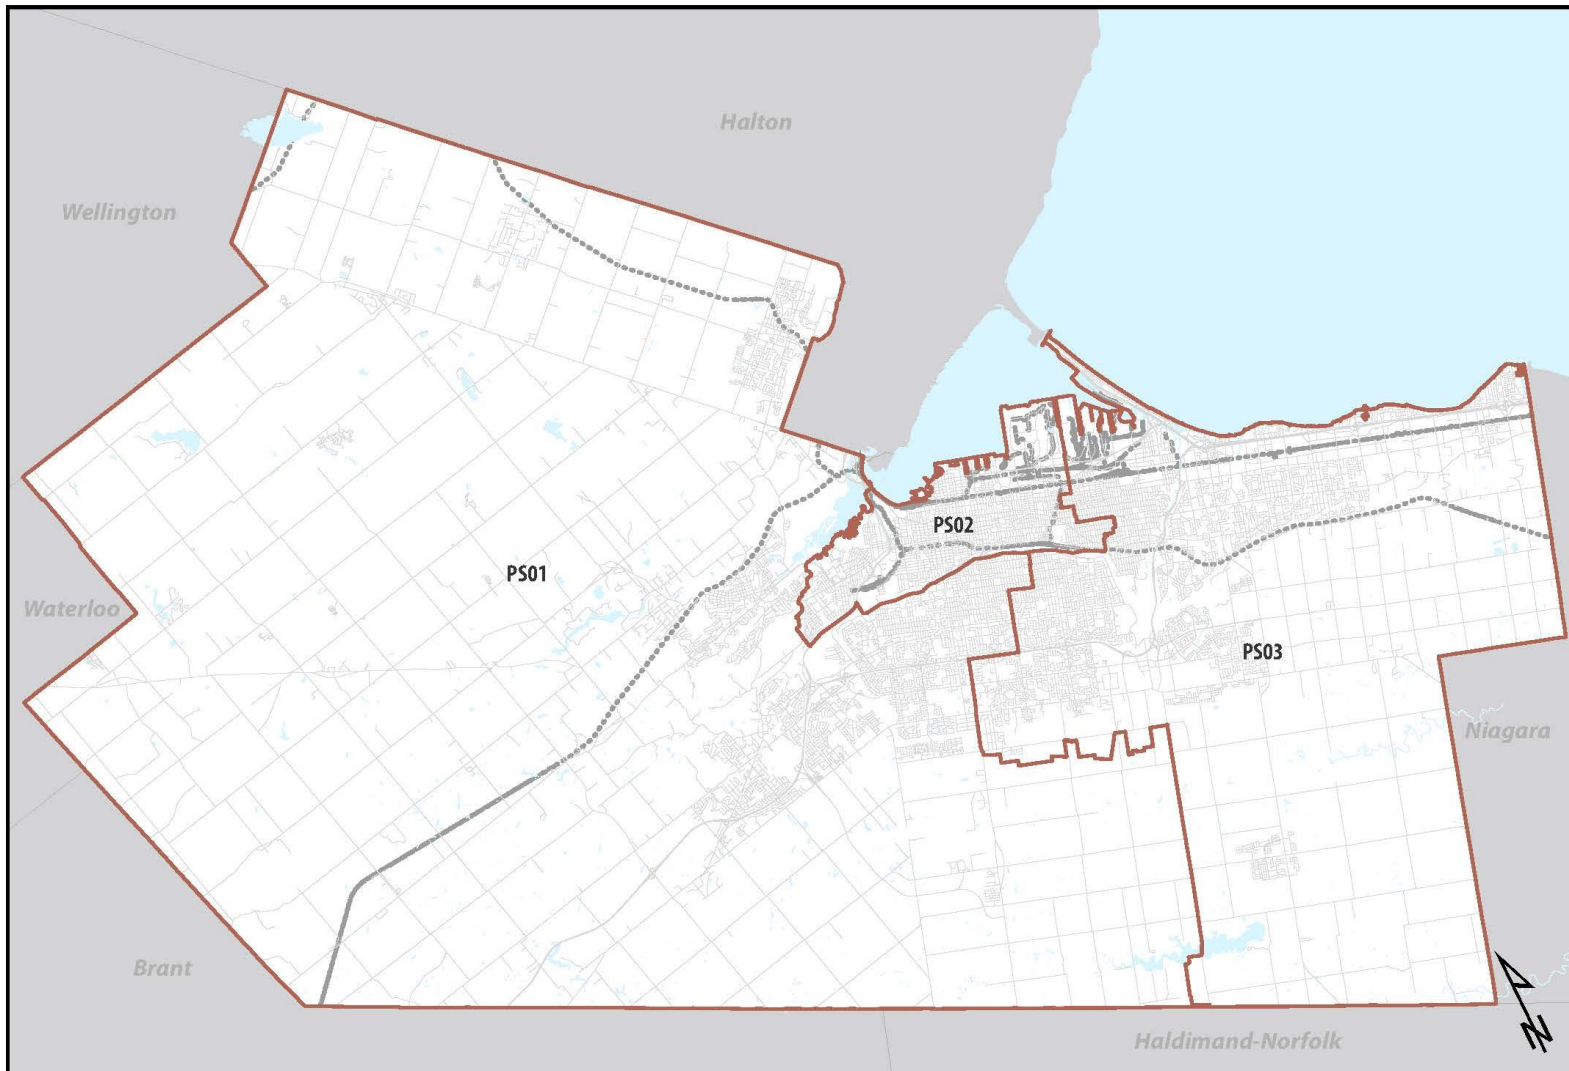 Halton
Wellington
PS02
PS01
Waterloo
PS03
Niagara
Brant
Haldimand-Norfolk
N